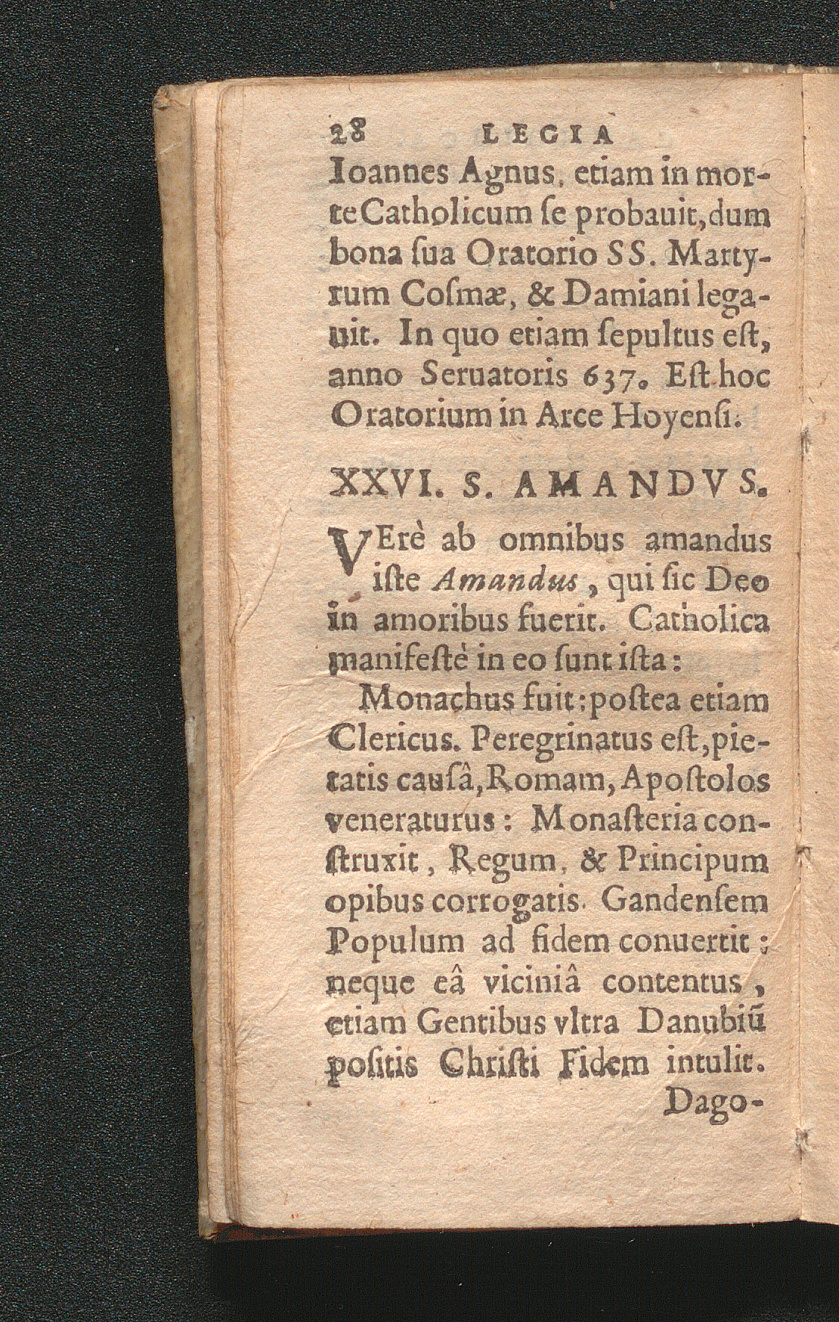 28 LEGIA
Ioannes Agnus, etiam in mor-
te Catholicum ſe probauit, dum
bona ſua Oratorio SS. Marty-
rum Coſmæ, & Damiani lega-
uit. In quo etiam ſepultus eſt,
anno Seruatoris 637. Eſt hoc
Oratorium in Arce Hoyenſi.
XXVI. S. AMANDVS.
VErè ab omnibus amandus
iſte Amandus, qui ſic Deo
in amoribus fuerit. Catholica
manifeſtè in eo ſunt iſta:
Monachus fuit: poſtea etiam
Clericus. Peregrinatus eſt, pie-
tatis cauſâ, Romam, Apoſtolos
veneraturus: Monaſteria con-
ſtruxit, Regum, & Principum
opibus corrogatis. Gandenſem
Populum ad fidem conuertit;
neque eâ viciniâ contentus,
etiam Gentibus vltra Danubiū
poſitis Chriſti Fidem intulit.
Dago-